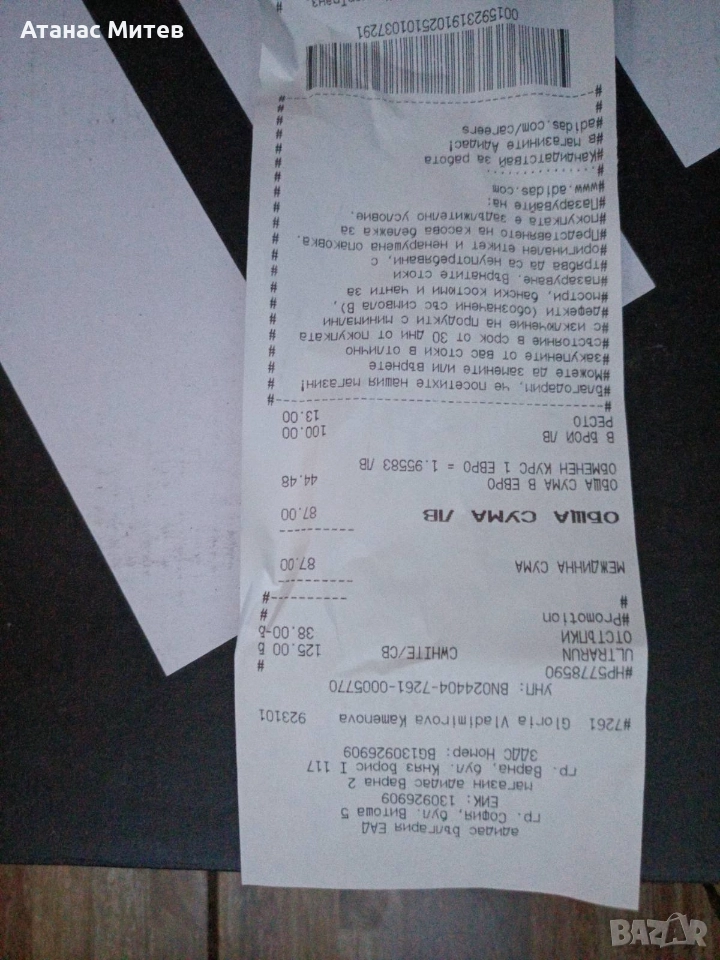 Атанас Митев
адидас България ЕАД
гр. София, бул. Витоша 5
ЕИК: 130926909
магазин адидас Варна 2
гр. Варна, бул. Княз Борис I 117
ЗДДС Номер: BG130926909
#7261 Gloria Vladimirova Kamenova 923101
УНП: BN024404-7261-0005770
#HP5778590 #
ULTRARUN CWHITE/CB 125.00 Б
ОТСТЪПКИ 38.00-Б
#Promotion #
# #
МЕЖДИННА СУМА 87.00
ОБЩА СУМА ЛВ 87.00
ОБЩА СУМА В ЕВРО 44.48
ОБМЕНЕН КУРС 1 ЕВРО = 1.95583 ЛВ
В БРОЙ ЛВ 100.00
РЕСТО 13.00
#Благодарим, че посетихте нашия магазин! #
#Можете да замените или върнете #
#закупените от вас стоки в отлично #
#състояние в срок от 30 дни от покупката #
#с изключение на продукти с минимални #
#дефекти (обозначени със символа B), #
#мостри, бански костюми и чанти за #
#пазаруване. Върнатите стоки #
#трябва да са неупотребявани, с #
#оригинален етикет и ненарушена опаковка. #
#Представянето на касова бележка за #
#покупката е задължително условие. #
#Пазарувайте на: #
#www.adidas.com #
#............... #
#Кандидатствай за работа #
#в магазините Адидас! #
#adidas.com/careers #
0015923191025101037291
BAZAR